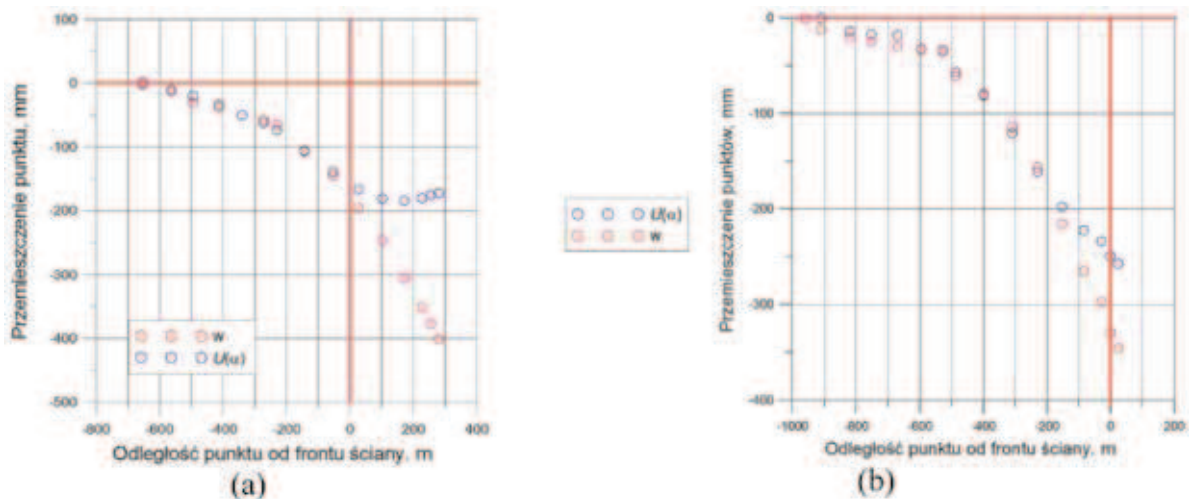 100
0
-100
-200
-300
-400
-500
Przemieszczenie punktu, mm
w
U(α)
-800 -600 -400 -200 0 200 400
Odległość punktu od frontu ściany, m
(a)
U(α)
w
0
-100
-200
-300
-400
Przemieszczenie punktów, mm
-1000 -800 -600 -400 -200 0 200
Odległość punktu od frontu ściany, m
(b)